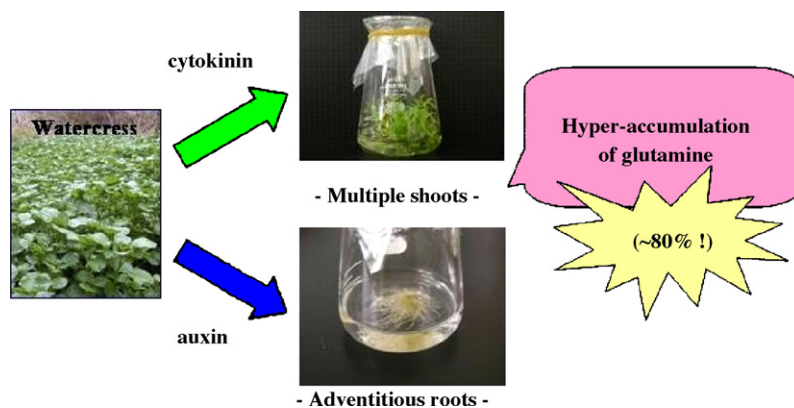 cytokinin
Watercress
- Multiple shoots -
auxin
- Adventitious roots -
Hyper-accumulation
of glutamine
(~80% !)